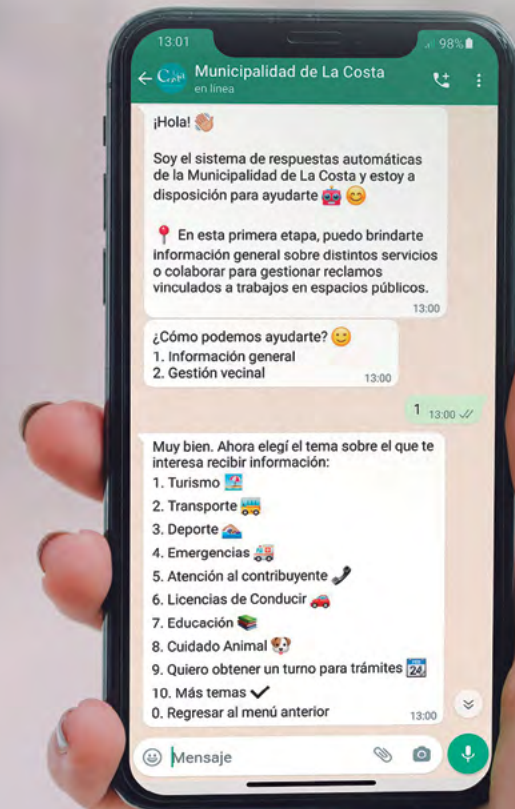 13:01
98%
Costa
Municipalidad de La Costa
en línea
¡Hola! 👋
Soy el sistema de respuestas automáticas
de la Municipalidad de La Costa y estoy a
disposición para ayudarte 🤖 😊
📍 En esta primera etapa, puedo brindarte
información general sobre distintos servicios
o colaborar para gestionar reclamos
vinculados a trabajos en espacios públicos.
13:00
¿Cómo podemos ayudarte? 😊
1. Información general
2. Gestión vecinal
13:00
1 13:00
Muy bien. Ahora elegí el tema sobre el que te
interesa recibir información:
1. Turismo 🏖️
2. Transporte 🚌
3. Deporte 🏊
4. Emergencias 🚑
5. Atención al contribuyente 📞
6. Licencias de Conducir 🚗
7. Educación 📚
8. Cuidado Animal 🐶
9. Quiero obtener un turno para trámites 📆
10. Más temas ✔️
0. Regresar al menú anterior
13:00
Mensaje